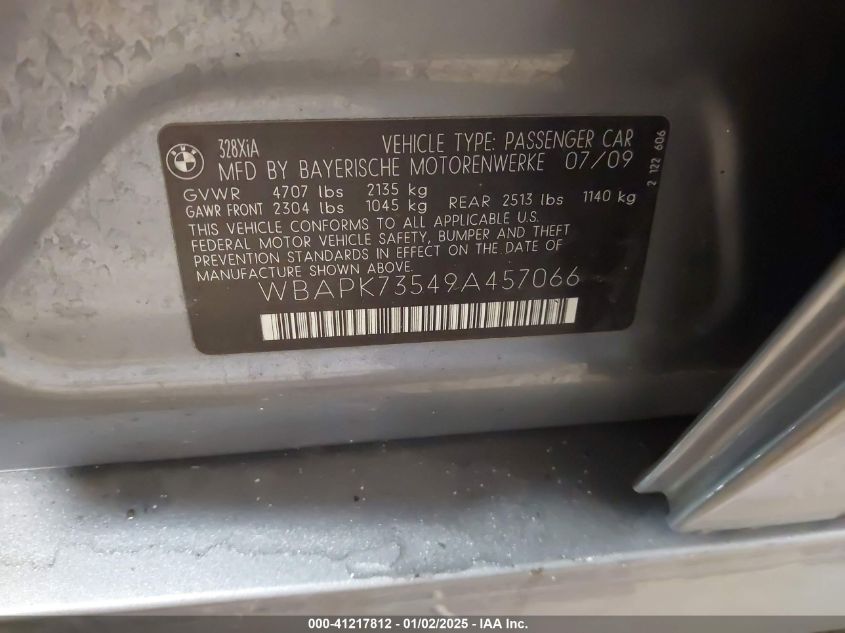 BMW
328XiA VEHICLE TYPE: PASSENGER CAR
MFD BY BAYERISCHE MOTORENWERKE 07/09
GVWR 4707 lbs 2135 kg
GAWR FRONT 2304 lbs 1045 kg REAR 2513 lbs 1140 kg
THIS VEHICLE CONFORMS TO ALL APPLICABLE U.S.
FEDERAL MOTOR VEHICLE SAFETY, BUMPER AND THEFT
PREVENTION STANDARDS IN EFFECT ON THE DATE OF
MANUFACTURE SHOWN ABOVE.
WBAPK73549A457066
2 122 606
000-41217812 - 01/02/2025 - IAA Inc.